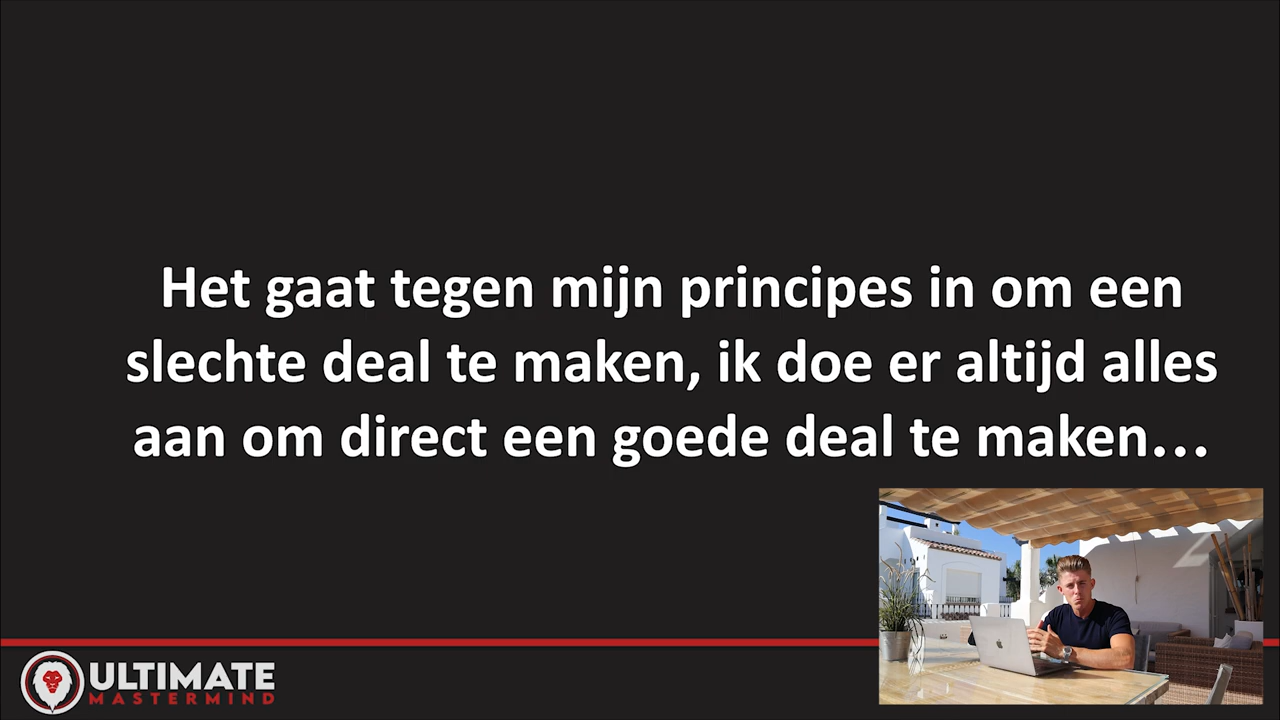 Het gaat tegen mijn principes in om een
slechte deal te maken, ik doe er altijd alles
aan om direct een goede deal te maken...
ULTIMATE
MASTERMIND